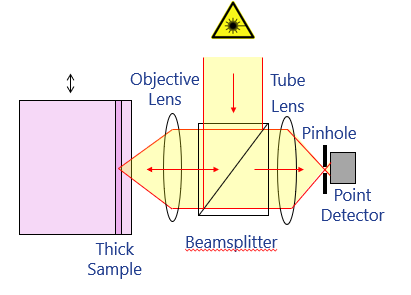 Objective
Lens
Tube
Lens
Pinhole
Point
Detector
Beamsplitter
Thick
Sample